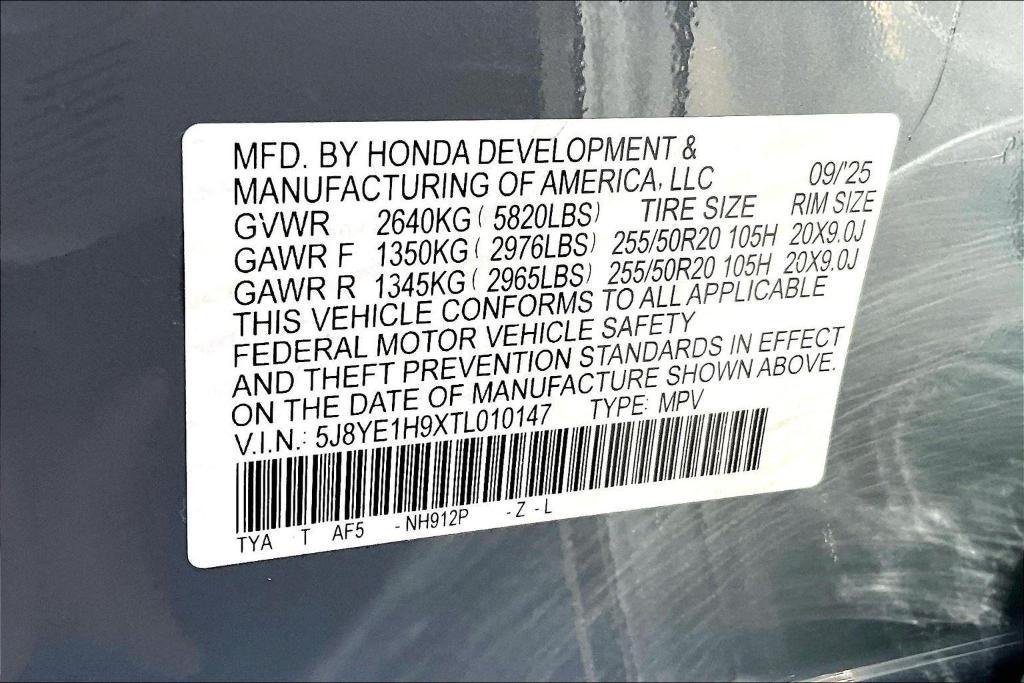 MFD. BY HONDA DEVELOPMENT &
MANUFACTURING OF AMERICA, LLC 09/'25
GVWR 2640KG ( 5820LBS) TIRE SIZE RIM SIZE
GAWR F 1350KG ( 2976LBS) 255/50R20 105H 20X9.0J
GAWR R 1345KG ( 2965LBS) 255/50R20 105H 20X9.0J
THIS VEHICLE CONFORMS TO ALL APPLICABLE
FEDERAL MOTOR VEHICLE SAFETY
AND THEFT PREVENTION STANDARDS IN EFFECT
ON THE DATE OF MANUFACTURE SHOWN ABOVE.
V.I.N.: 5J8YE1H9XTL010147 TYPE: MPV
TYA T AF5 -NH912P -Z-L